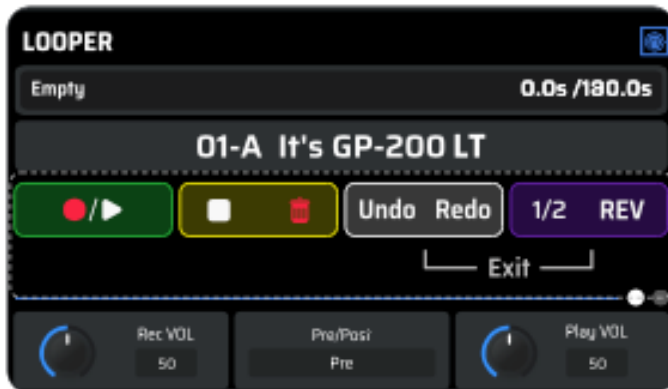 LOOPER
Empty 0.0s /180.0s
01-A It's GP-200 LT
/ Undo Redo 1/2 REV
Exit
Rec VOL Pre/Post Play VOL
50 Pre 50